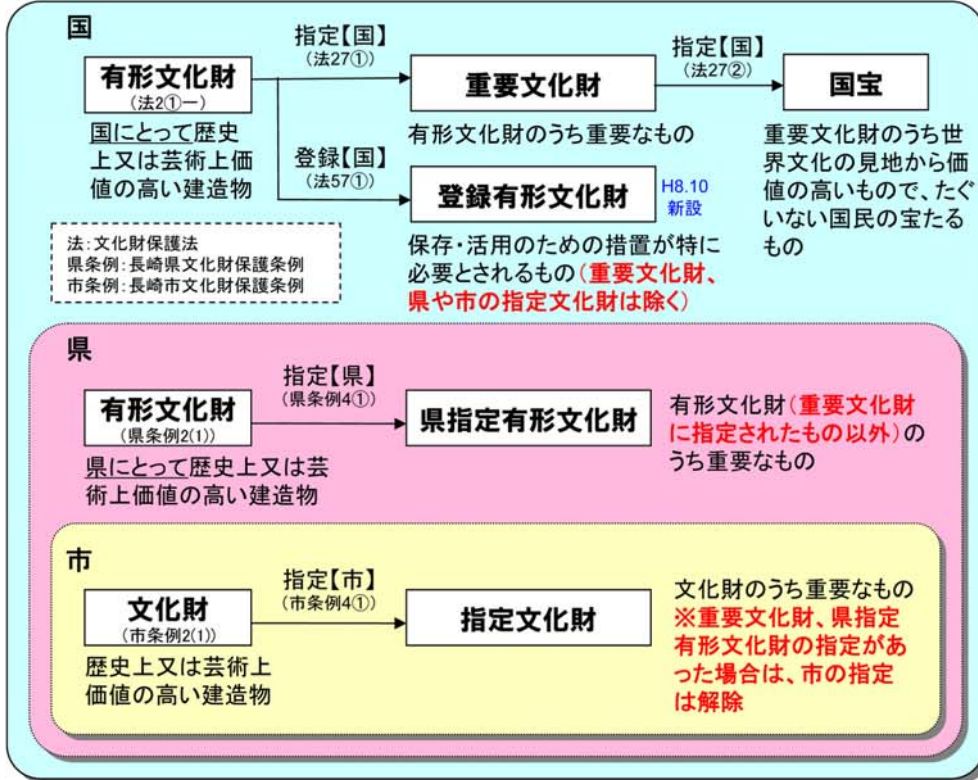 国
指定【国】
(法27①)
指定【国】
(法27②)
有形文化財
(法2①一)
重要文化財
国宝
国にとって歴史
上又は芸術上価
値の高い建造物
有形文化財のうち重要なもの
重要文化財のうち世
界文化の見地から価
値の高いもので、たぐ
いない国民の宝たる
もの
登録【国】
(法57①)
登録有形文化財
H8.10
新設
保存・活用のための措置が特に
必要とされるもの(重要文化財、
県や市の指定文化財は除く)
法:文化財保護法
県条例:長崎県文化財保護条例
市条例:長崎市文化財保護条例
県
指定【県】
(県条例4①)
有形文化財
(県条例2(1))
県指定有形文化財
有形文化財(重要文化財
に指定されたもの以外)の
うち重要なもの
県にとって歴史上又は芸
術上価値の高い建造物
市
指定【市】
(市条例4①)
文化財
(市条例2(1))
指定文化財
文化財のうち重要なもの
※重要文化財、県指定
有形文化財の指定があ
った場合は、市の指定
は解除
歴史上又は芸術上
価値の高い建造物